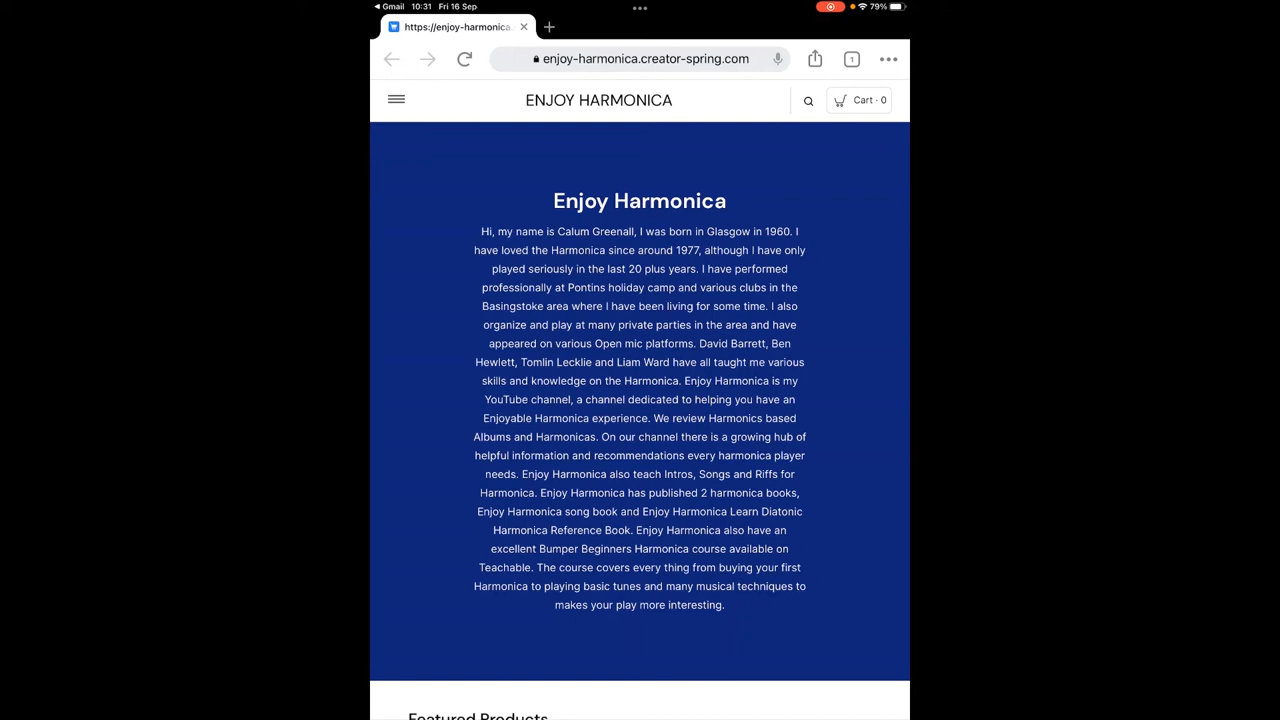 Gmail 10:31 Fri 16 Sep 79%
https://enjoy-harmonica.
enjoy-harmonica.creator-spring.com 1
ENJOY HARMONICA Cart · 0
Enjoy Harmonica
Hi, my name is Calum Greenall, I was born in Glasgow in 1960. I
have loved the Harmonica since around 1977, although I have only
played seriously in the last 20 plus years. I have performed
professionally at Pontins holiday camp and various clubs in the
Basingstoke area where I have been living for some time. I also
organize and play at many private parties in the area and have
appeared on various Open mic platforms. David Barrett, Ben
Hewlett, Tomlin Lecklie and Liam Ward have all taught me various
skills and knowledge on the Harmonica. Enjoy Harmonica is my
YouTube channel, a channel dedicated to helping you have an
Enjoyable Harmonica experience. We review Harmonics based
Albums and Harmonicas. On our channel there is a growing hub of
helpful information and recommendations every harmonica player
needs. Enjoy Harmonica also teach Intros, Songs and Riffs for
Harmonica. Enjoy Harmonica has published 2 harmonica books,
Enjoy Harmonica song book and Enjoy Harmonica Learn Diatonic
Harmonica Reference Book. Enjoy Harmonica also have an
excellent Bumper Beginners Harmonica course available on
Teachable. The course covers every thing from buying your first
Harmonica to playing basic tunes and many musical techniques to
makes your play more interesting.
Featured Products